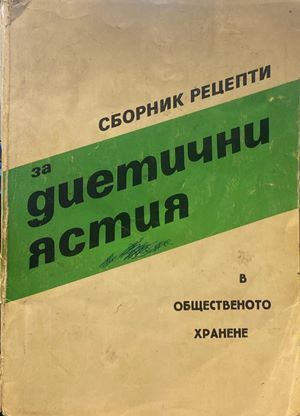 СБОРНИК РЕЦЕПТИ
за
диетични
ястия
в
ОБЩЕСТВЕНОТО
ХРАНЕНЕ